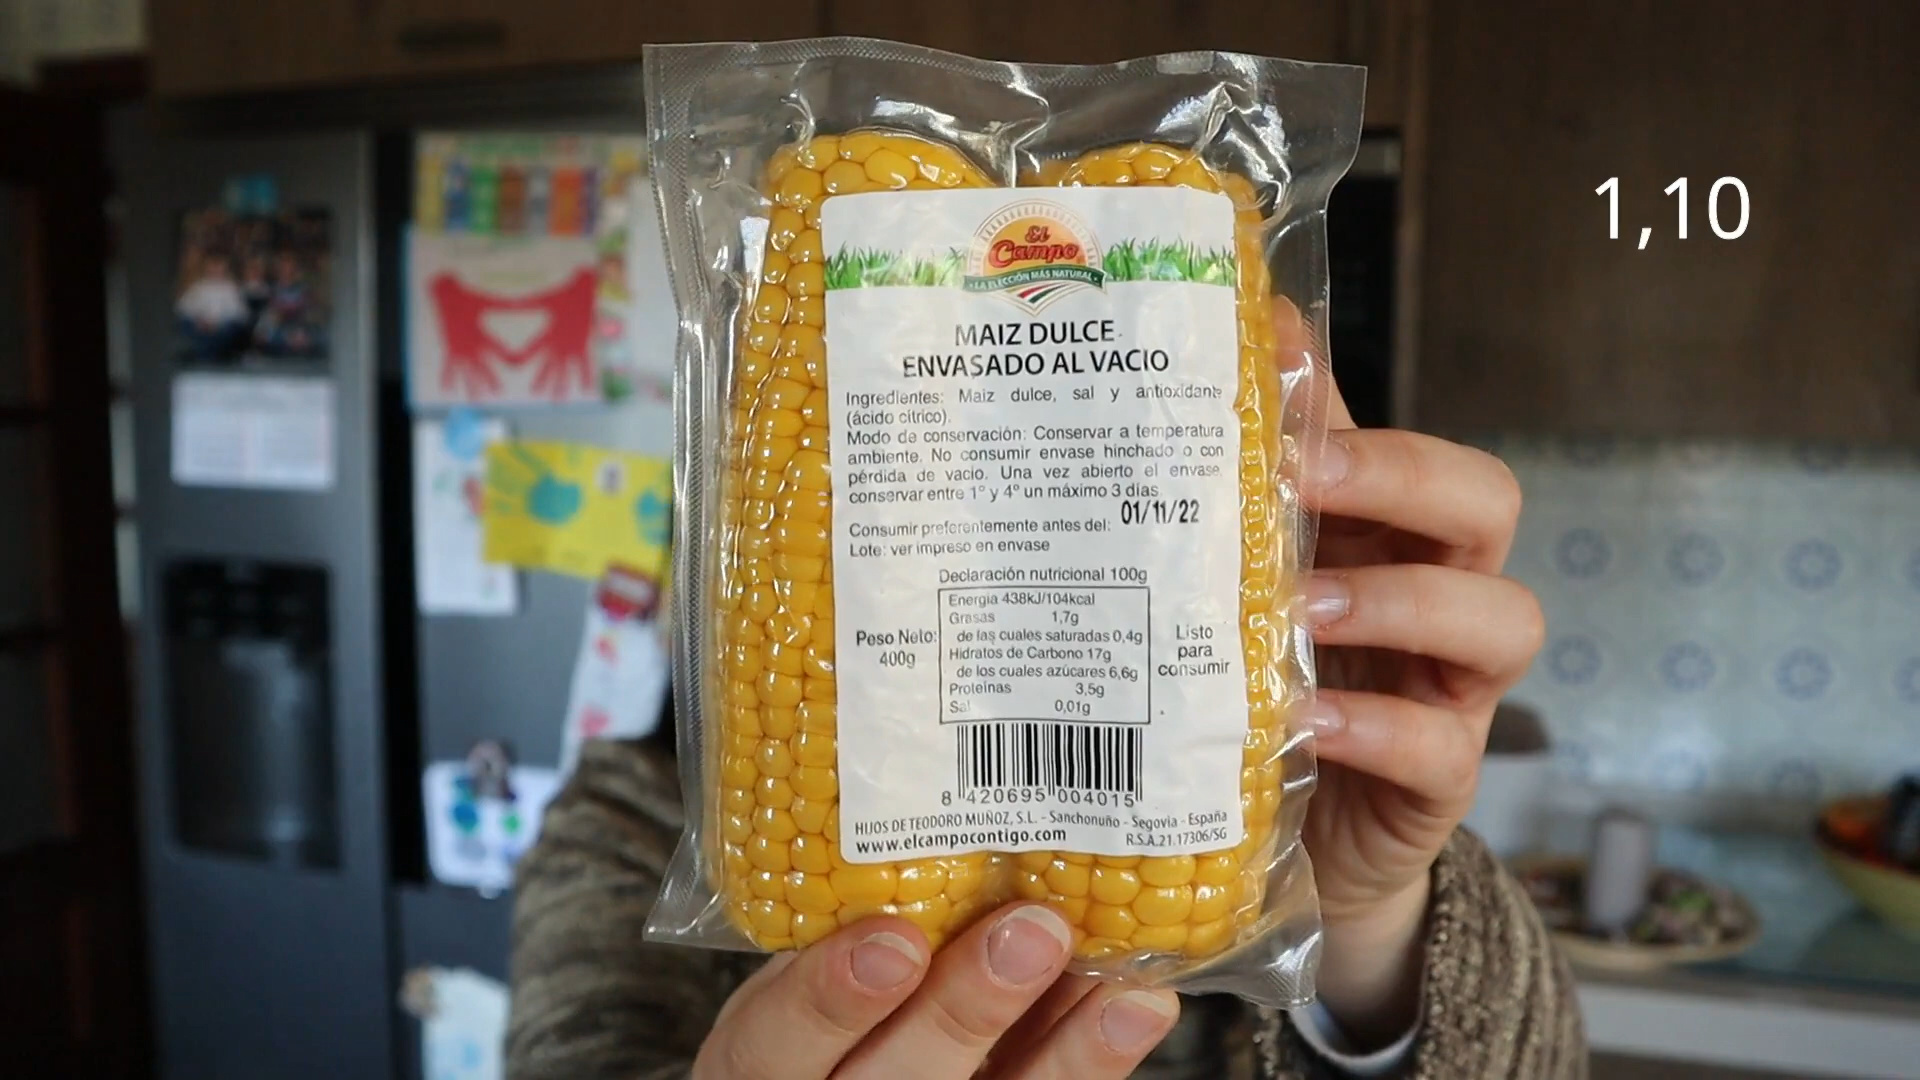 1,10
El
Campo
LA ELECCIÓN MÁS NATURAL
MAIZ DULCE
ENVASADO AL VACIO
Ingredientes: Maiz dulce, sal y antioxidante
(ácido cítrico).
Modo de conservación: Conservar a temperatura
ambiente. No consumir envase hinchado o con
pérdida de vacio. Una vez abierto el envase,
conservar entre 1° y 4° un máximo 3 días.
Consumir preferentemente antes del: 01/11/22
Lote: ver impreso en envase
Declaración nutricional 100g
Energia 438kJ/104kcal
Grasas 1,7g
de las cuales saturadas 0,4g
Hidratos de Carbono 17g
de los cuales azúcares 6,6g
Proteinas 3,5g
Sal 0,01g
Peso Neto:
400g
Listo
para
consumir
8 420695 004015
HIJOS DE TEODORO MUÑOZ, S.L. - Sanchonuño - Segovia - España
www.elcampocontigo.com R.S.A.21.17306/SG